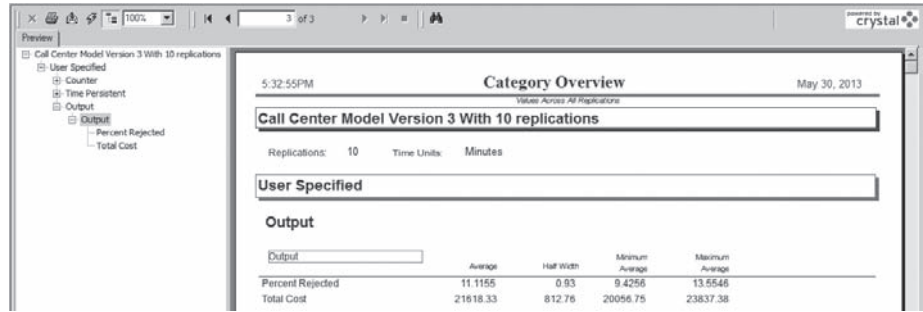 100%
3 of 3
powered by
crystal
Preview
Call Center Model Version 3 With 10 replications
User Specified
Counter
Time Persistent
Output
Output
Percent Rejected
Total Cost
5:32:55PM Category Overview May 30, 2013
Values Across All Replications
Call Center Model Version 3 With 10 replications
Replications: 10 Time Units: Minutes
User Specified
Output
Output Average Half Width Minimum Average Maximum Average
Percent Rejected 11.1155 0.93 9.4256 13.5546
Total Cost 21618.33 812.76 20056.75 23837.38